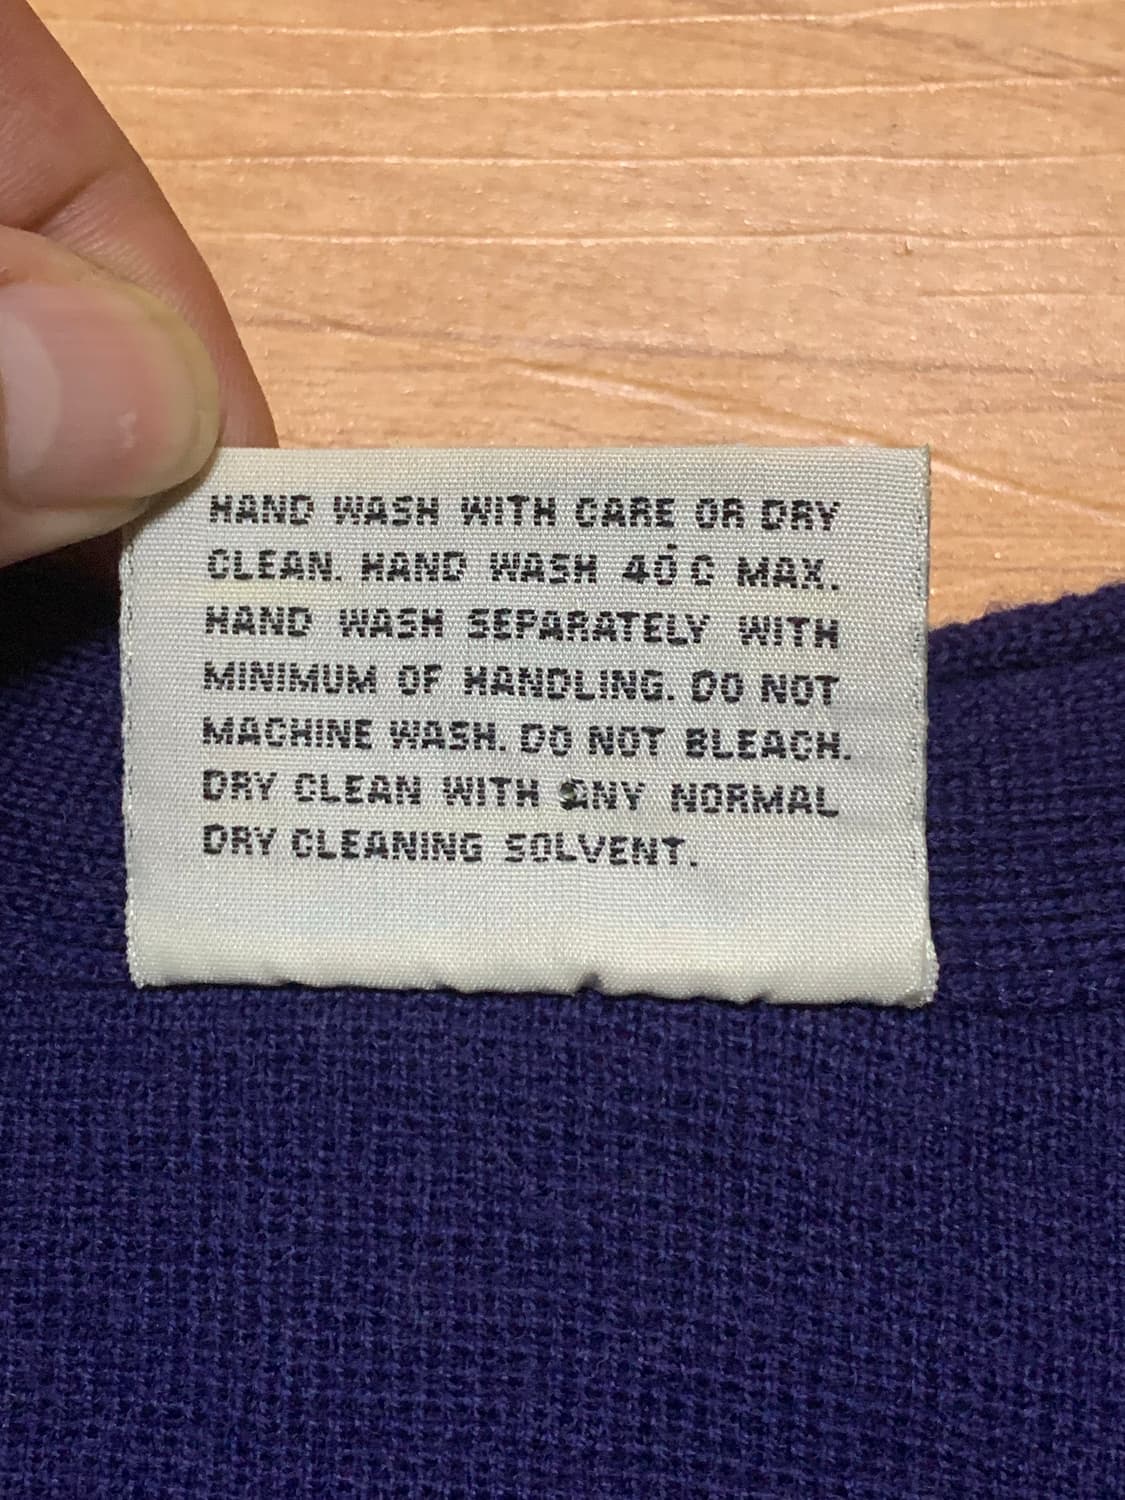 HAND WASH WITH CARE OR DRY
CLEAN. HAND WASH 40°C MAX.
HAND WASH SEPARATELY WITH
MINIMUM OF HANDLING. DO NOT
MACHINE WASH. DO NOT BLEACH.
DRY CLEAN WITH ANY NORMAL
DRY CLEANING SOLVENT.